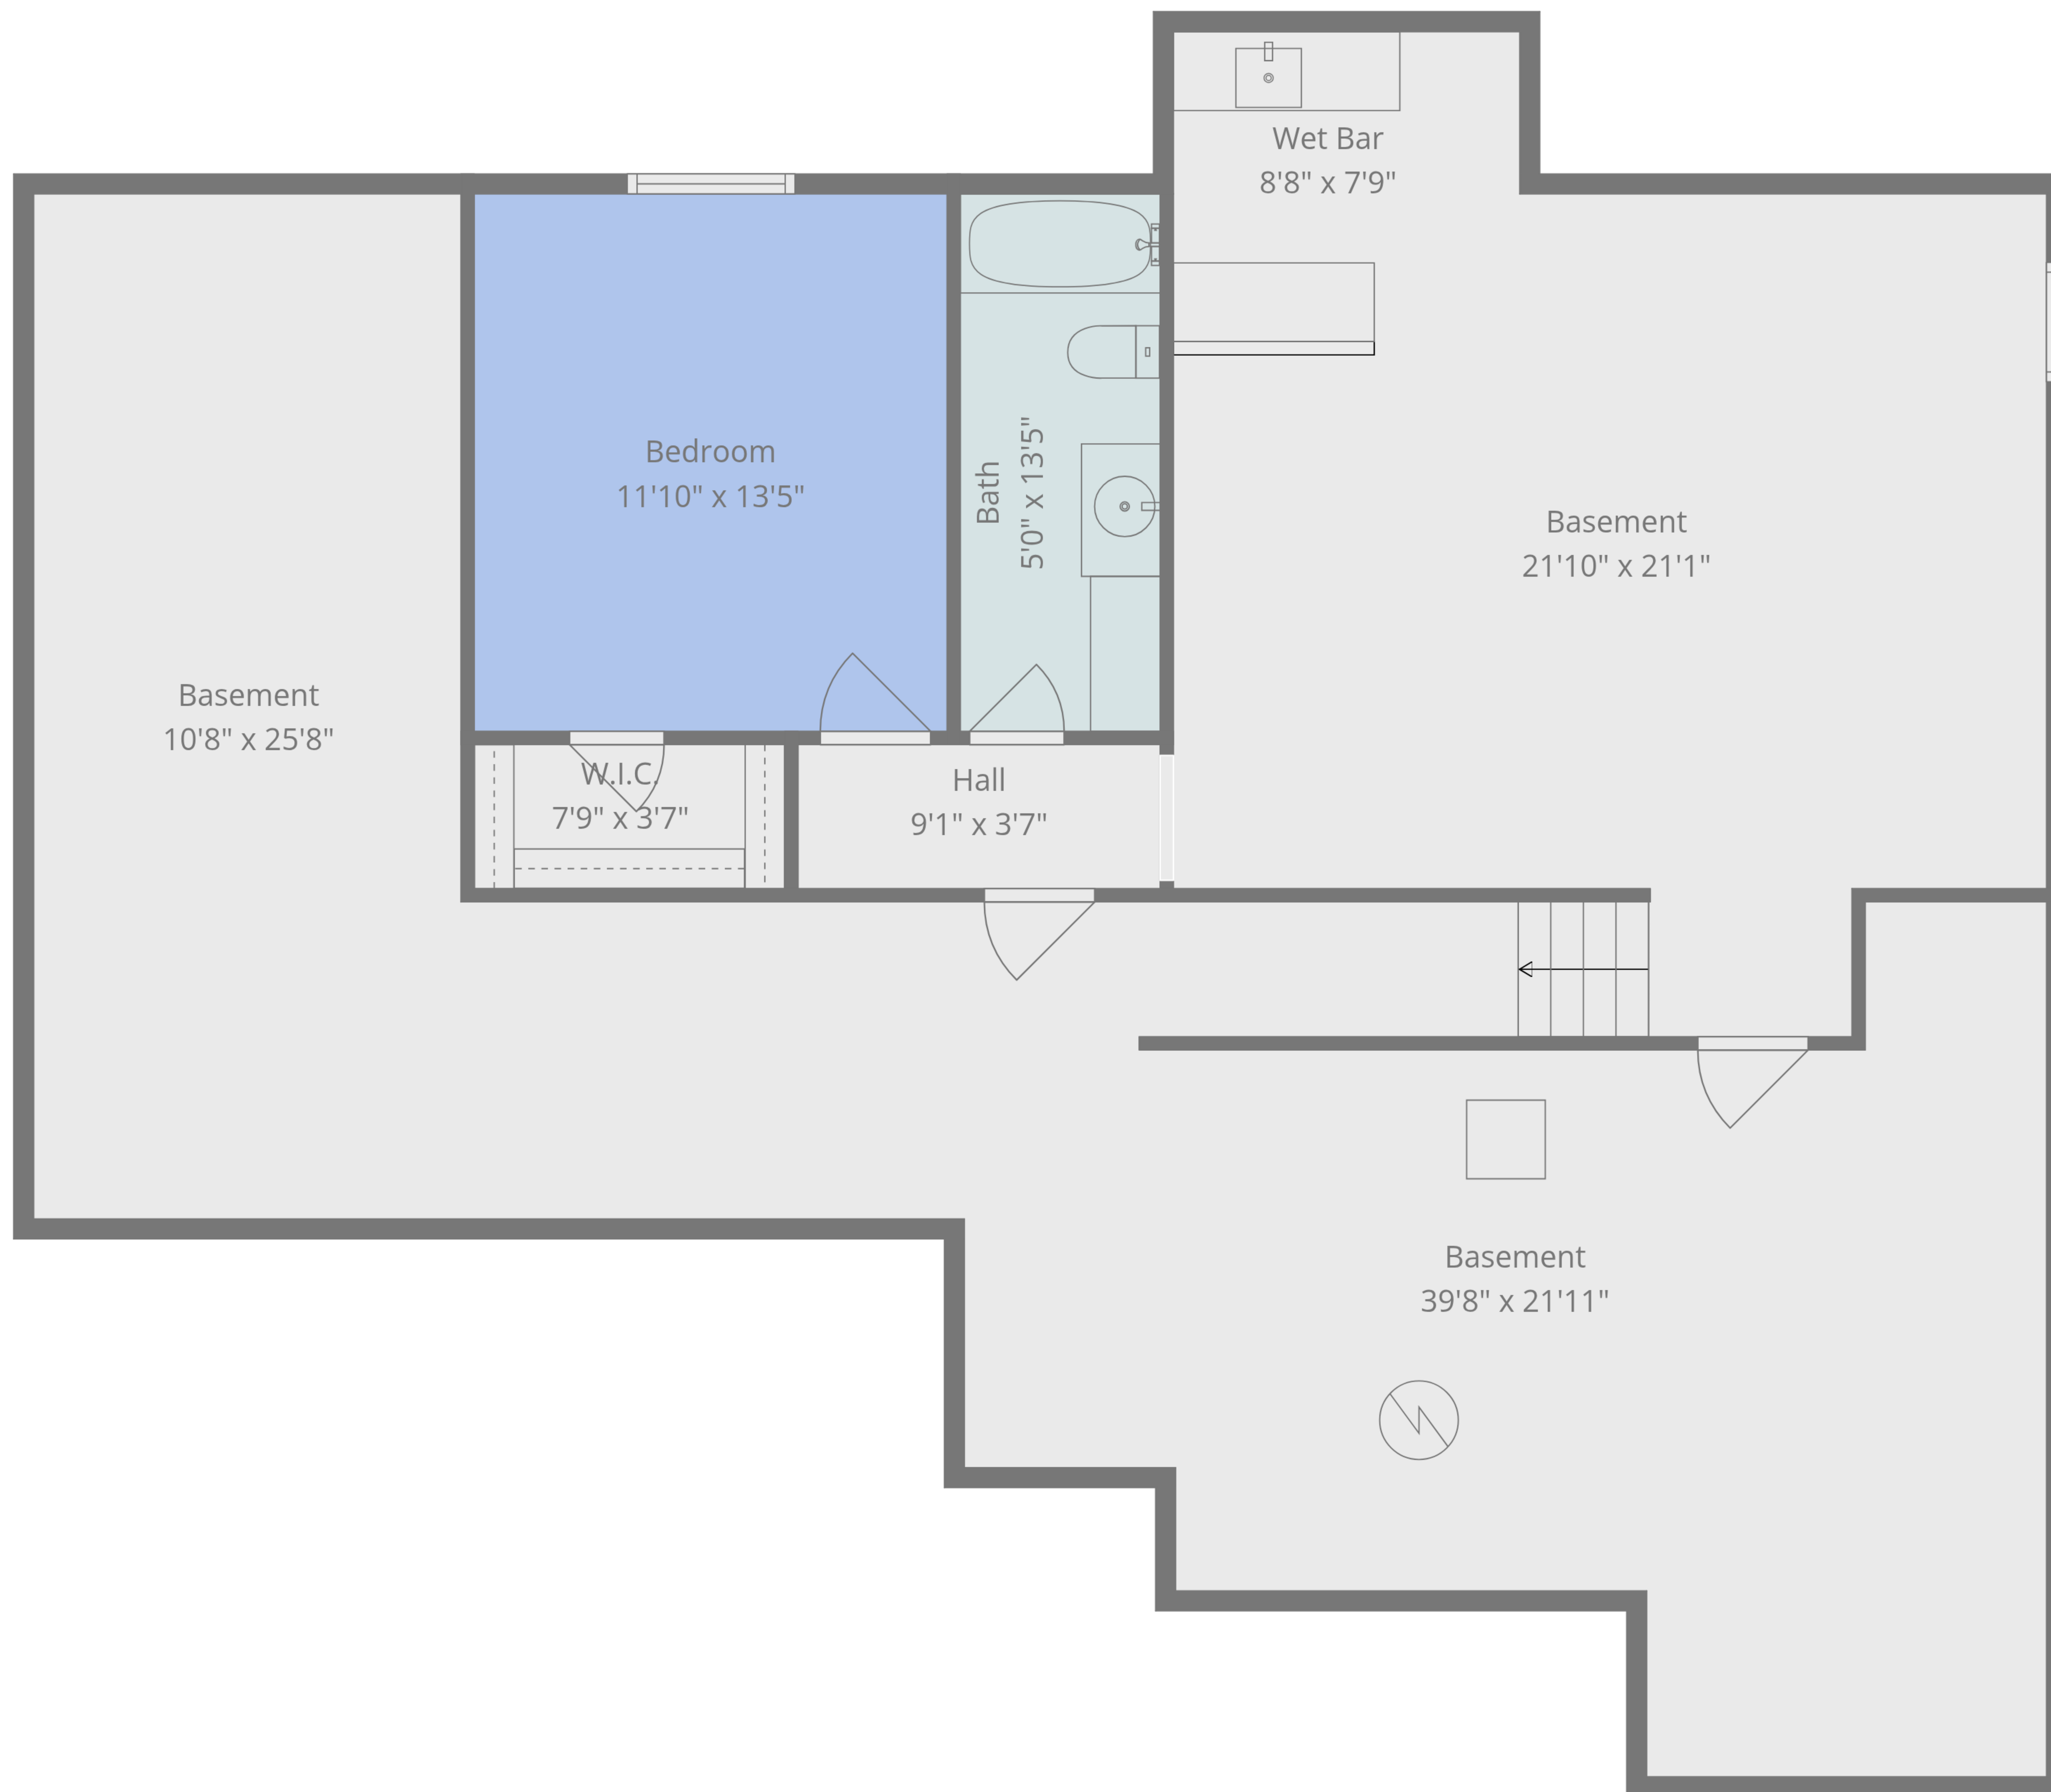 Wet Bar
8'8" x 7'9"
Bedroom
11'10" x 13'5"
Bath
5'0" x 13'5"
Basement
21'10" x 21'1"
Basement
10'8" x 25'8"
W.I.C.
7'9" x 3'7"
Hall
9'1" x 3'7"
Basement
39'8" x 21'11"